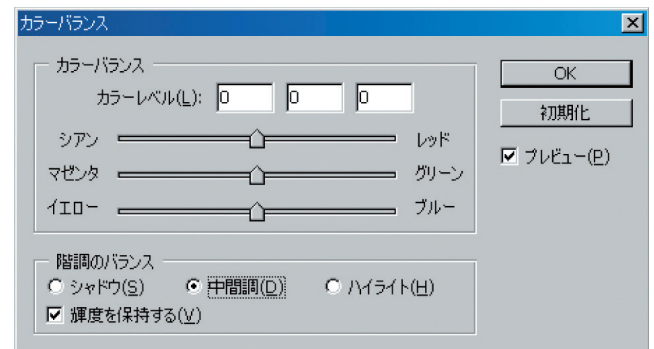 カラーバランス
カラーバランス
カラーレベル(L): 0 0 0
シアン レッド
マゼンタ グリーン
イエロー ブルー
階調のバランス
シャドウ(S) 中間調(D) ハイライト(H)
輝度を保持する(V)
OK
初期化
プレビュー(P)